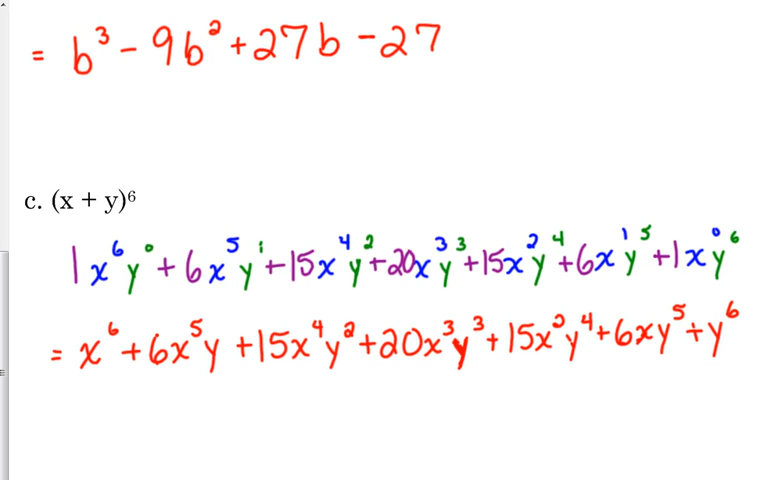 = b³ - 9b² + 27b - 27
c. (x + y)⁶
1x⁶y⁰ + 6x⁵y¹ + 15x⁴y² + 20x³y³ + 15x²y⁴ + 6x¹y⁵ + 1x⁰y⁶
= x⁶ + 6x⁵y + 15x⁴y² + 20x³y³ + 15x²y⁴ + 6xy⁵ + y⁶